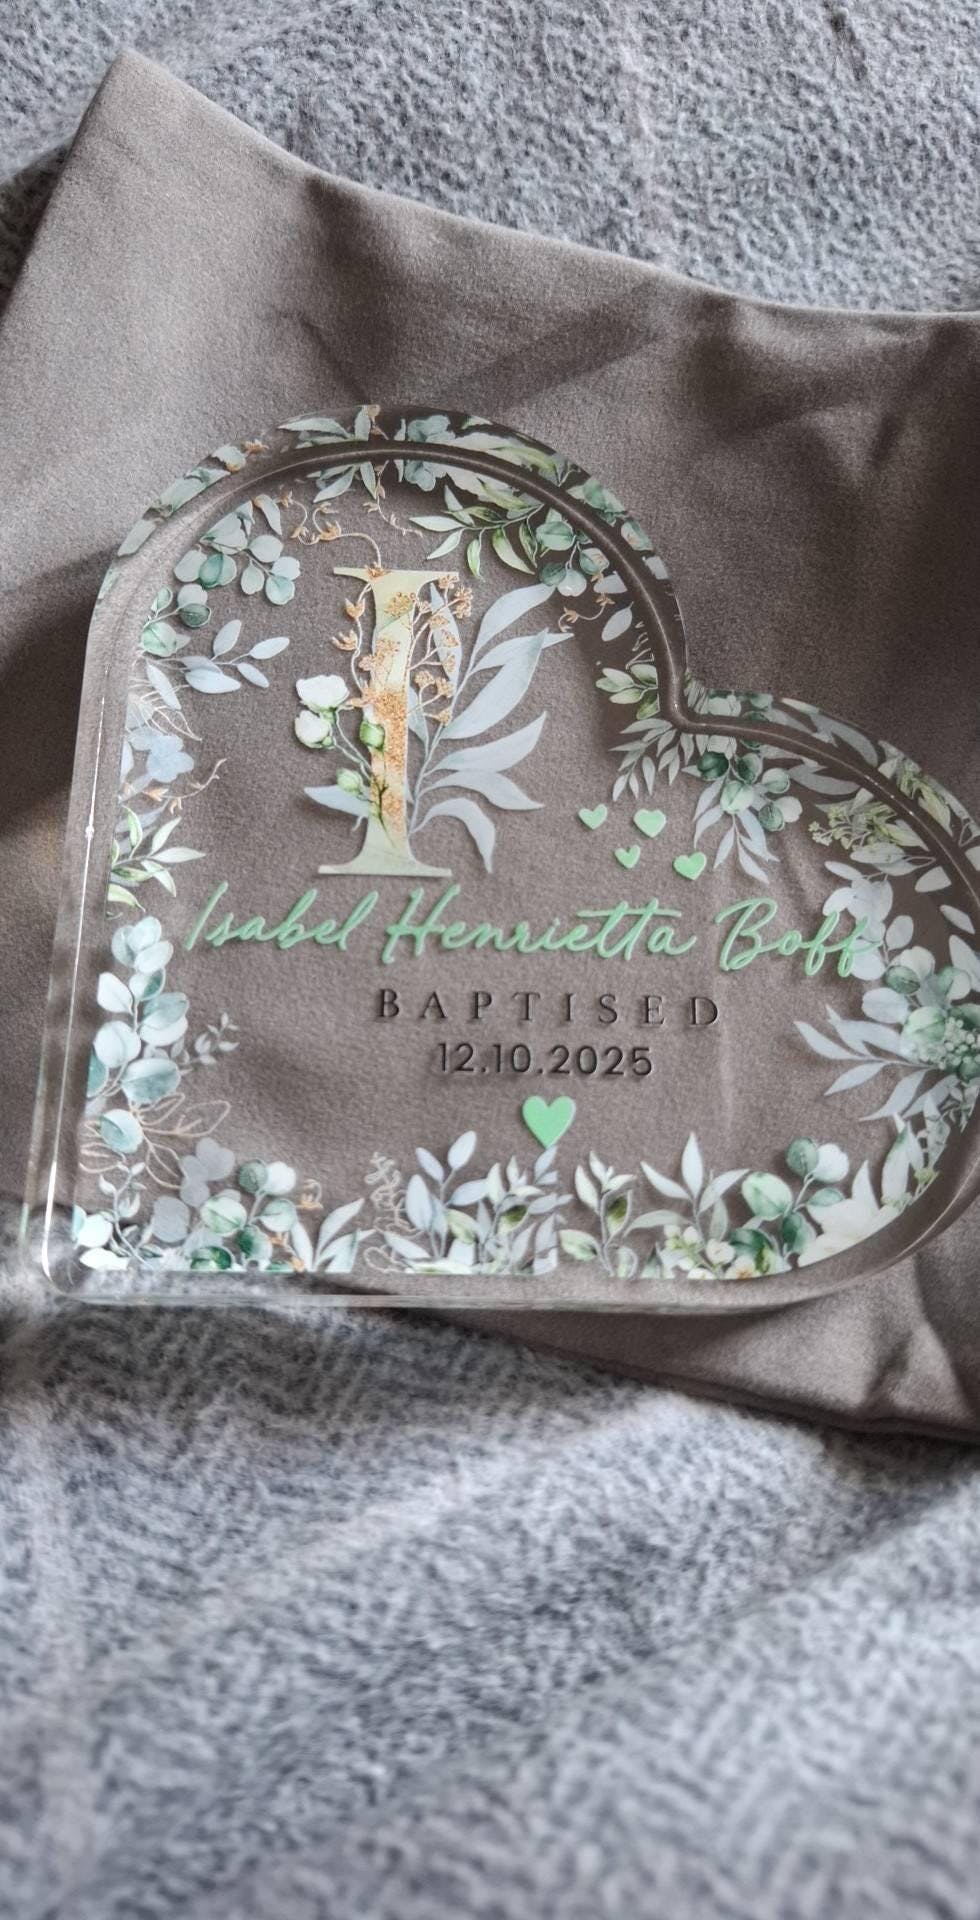 I
Isabel Henrietta Boff
BAPTISED
12.10.2025